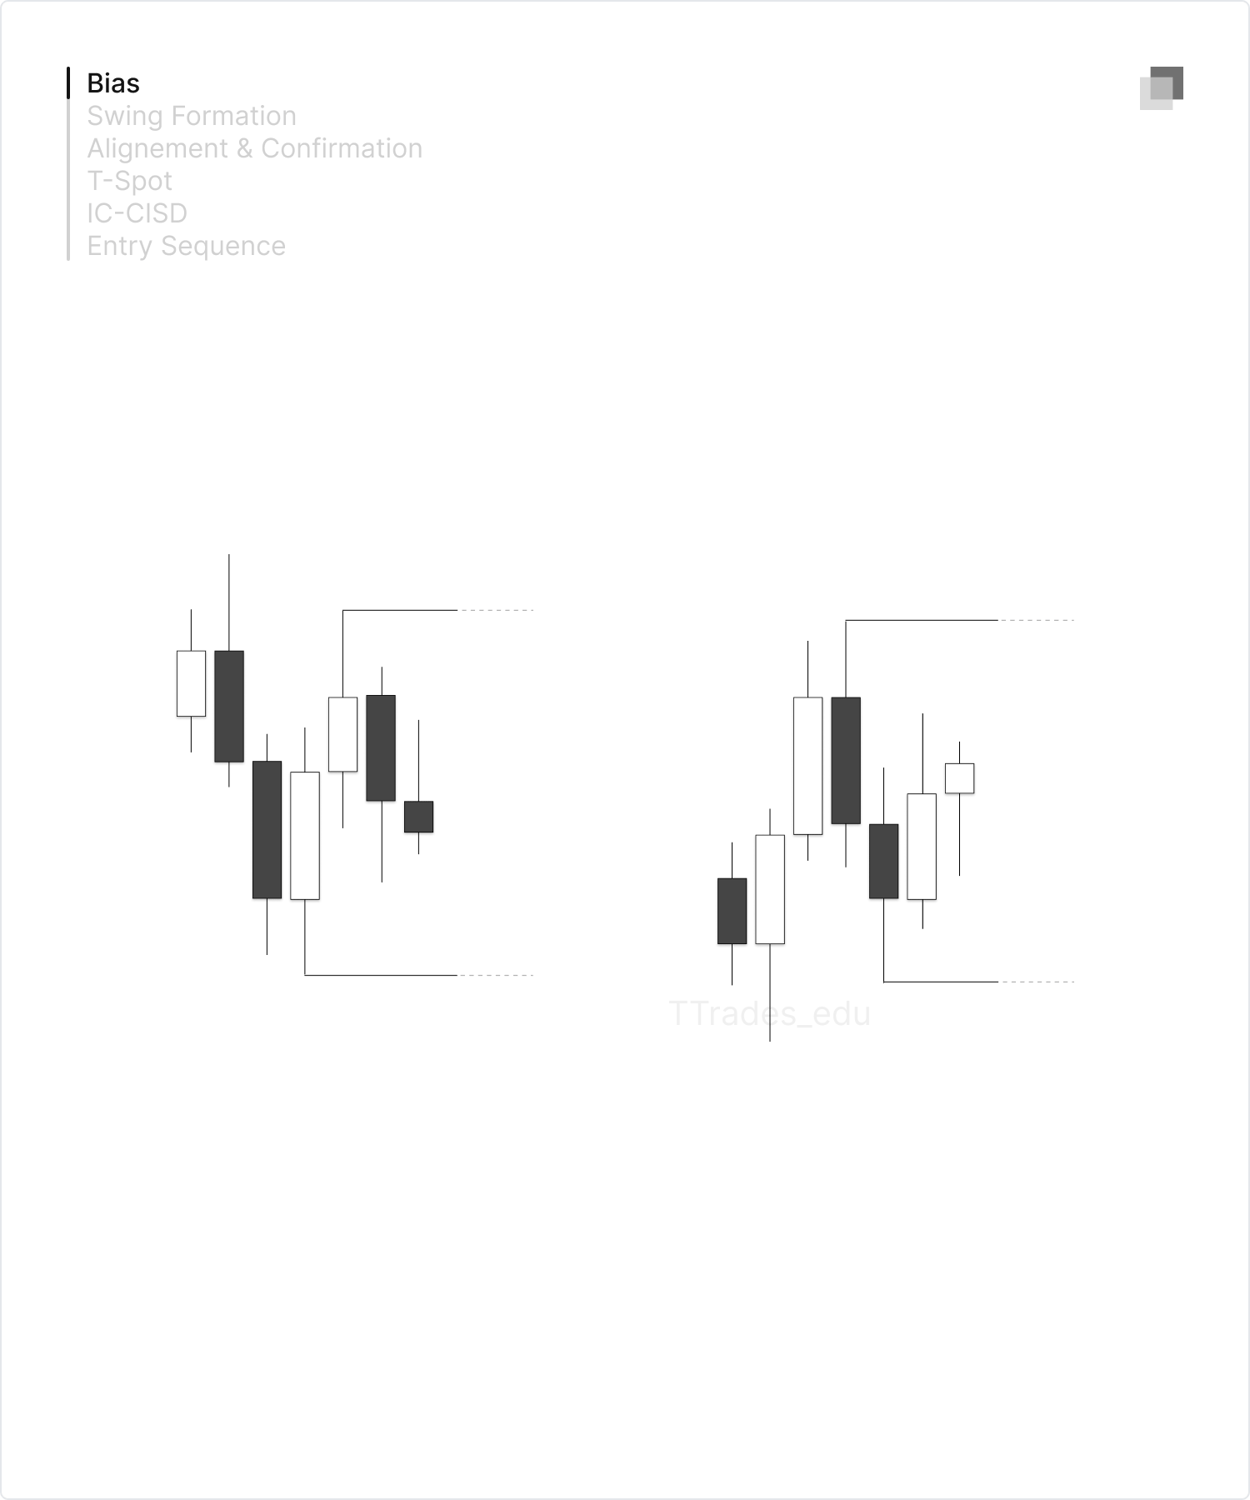 Bias
Swing Formation
Alignement & Confirmation
T-Spot
IC-CISD
Entry Sequence
TTrades_edu